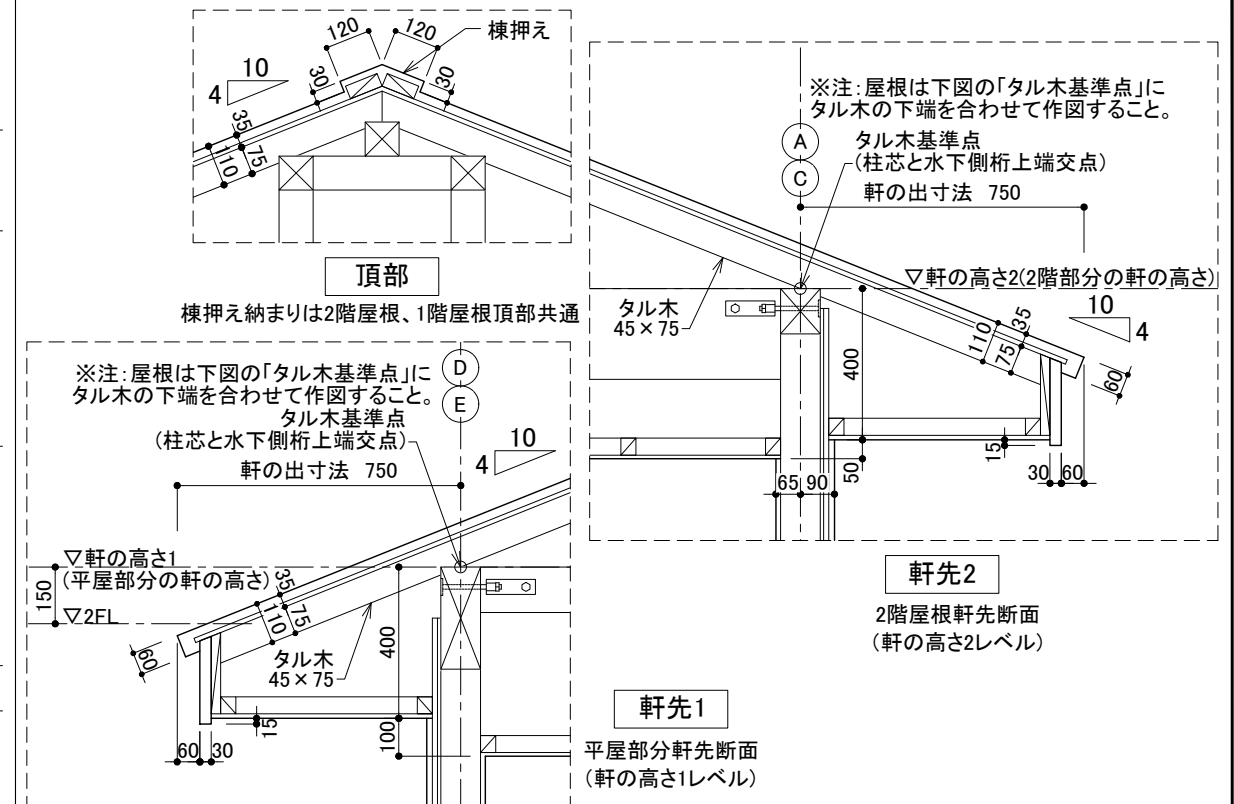 120
120
棟押え
10
4
30
30
35
75
110
頂部
棟押え納まりは2階屋根、1階屋根頂部共通
※注:屋根は下図の「タル木基準点」に
タル木の下端を合わせて作図すること。
A
C
タル木基準点
(柱芯と水下側桁上端交点)
軒の出寸法 750
▽軒の高さ2(2階部分の軒の高さ)
タル木
45×75
10
4
110
35
75
60
400
15
50
30
60
65
90
軒先2
2階屋根軒先断面
(軒の高さ2レベル)
※注:屋根は下図の「タル木基準点」に
タル木の下端を合わせて作図すること。
D
E
タル木基準点
(柱芯と水下側桁上端交点)
10
4
軒の出寸法 750
▽軒の高さ1
(平屋部分の軒の高さ)
150
▽2FL
35
75
110
60
タル木
45×75
400
15
100
60
30
軒先1
平屋部分軒先断面
(軒の高さ1レベル)